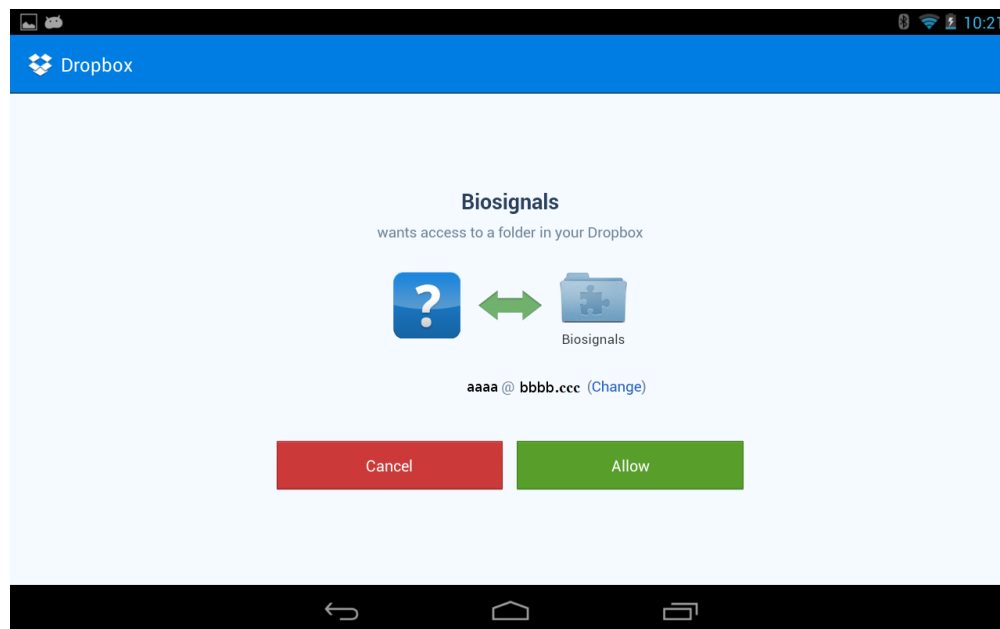 10:21
Dropbox
Biosignals
wants access to a folder in your Dropbox
?
Biosignals
aaaa @ bbbb.ccc (Change)
Cancel
Allow